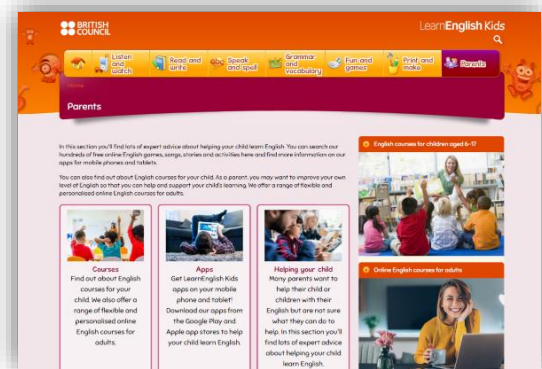 BRITISH
COUNCIL
LearnEnglish Kids
Listen
and
watch
Read and
write
abc
Speak
and spell
Grammar
and
vocabulary
Fun and
games
Print and
make
Parents
Home
Parents
In this section you'll find lots of expert advice about helping your child learn English. You can search our
hundreds of free online English games, songs, stories and activities here and find more information on our
apps for mobile phones and tablets.
You can also find out about English courses for your child. As a parent, you may want to improve your own
level of English so that you can help and support your child's learning. We offer a range of flexible and
personalised online English courses for adults.
Courses
Find out about English
courses for your
child. We also offer a
range of flexible and
personalised online
English courses for
adults.
Apps
Get LearnEnglish Kids
apps on your mobile
phone and tablet!
Download our apps from
the Google Play and
Apple app stores to help
your child learn English.
Helping your child
Many parents want to
help their child or
children with their
English but are not sure
what they can do to
help. In this section you'll
find lots of expert advice
about helping your child
learn English.
English courses for children aged 6-17
Online English courses for adults